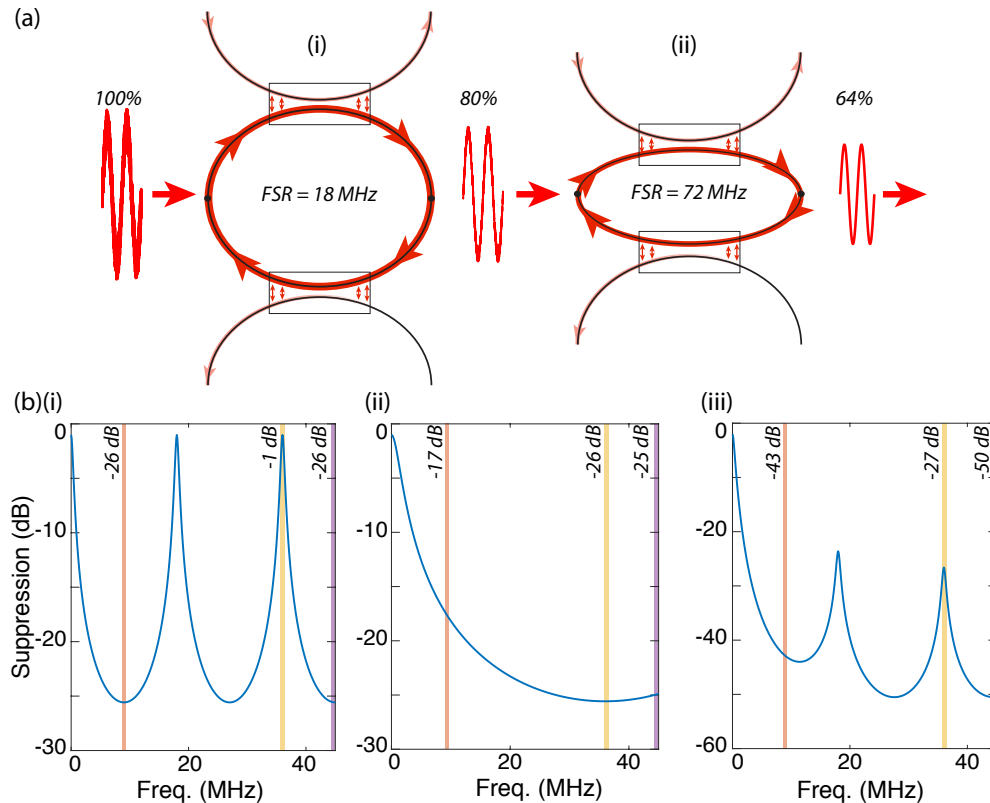 (a)
(i)
(ii)
100%
80%
64%
FSR = 18 MHz
FSR = 72 MHz
(b)(i)
(ii)
(iii)
Suppression (dB)
0
-10
-20
-30
-26 dB
-1 dB
-26 dB
0
20
40
Freq. (MHz)
0
-10
-20
-30
-17 dB
-26 dB
-25 dB
0
20
40
Freq. (MHz)
0
-20
-40
-60
-43 dB
-27 dB
-50 dB
0
20
40
Freq. (MHz)